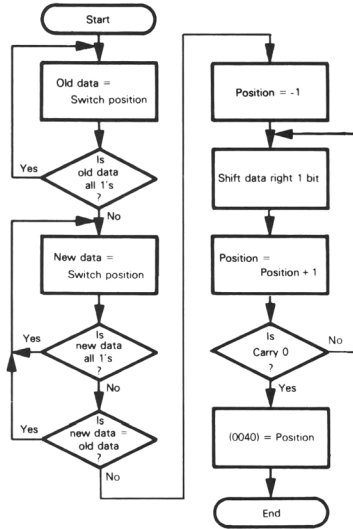 Start
Old data =
Switch position
Is
old data
all 1's
?
Yes
No
New data =
Switch position
Is
new data
all 1's
?
Yes
No
Is
new data =
old data
?
Yes
No
Position = -1
Shift data right 1 bit
Position =
Position + 1
Is
Carry 0
?
No
Yes
(0040) = Position
End